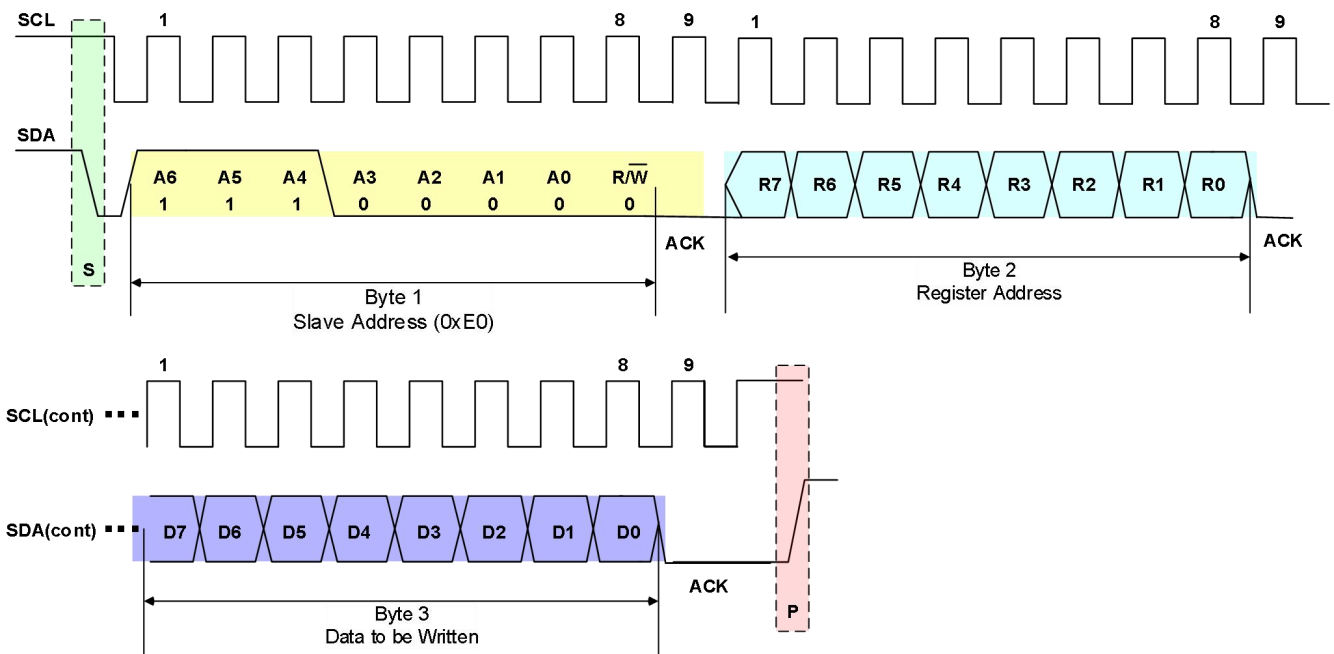 SCL
1 8 9 1 8 9
SDA
A6 A5 A4 A3 A2 A1 A0 R/W̅
1 1 1 0 0 0 0 0
R7 R6 R5 R4 R3 R2 R1 R0
ACK ACK
S
Byte 1
Slave Address (0xE0)
Byte 2
Register Address
1 8 9
SCL(cont)
SDA(cont)
D7 D6 D5 D4 D3 D2 D1 D0
ACK
P
Byte 3
Data to be Written